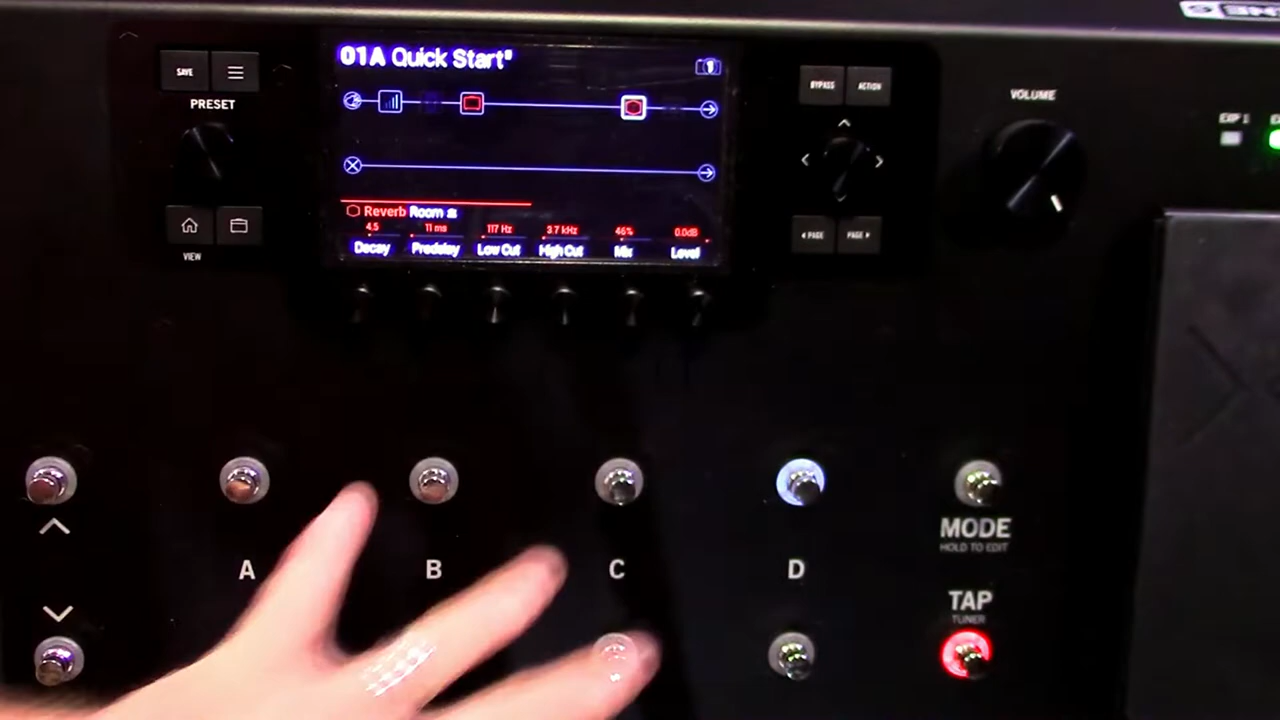 01A Quick Start
SAVE
PRESET
VIEW
Reverb Room
4.5 11 ms 117 Hz 3.7 kHz 46% 0.0dB
Decay Predelay Low Cut High Cut Mix Level
BYPASS ACTION
PAGE PAGE
VOLUME
EXP 1
A B C D
MODE
HOLD TO EDIT
TAP
TUNER